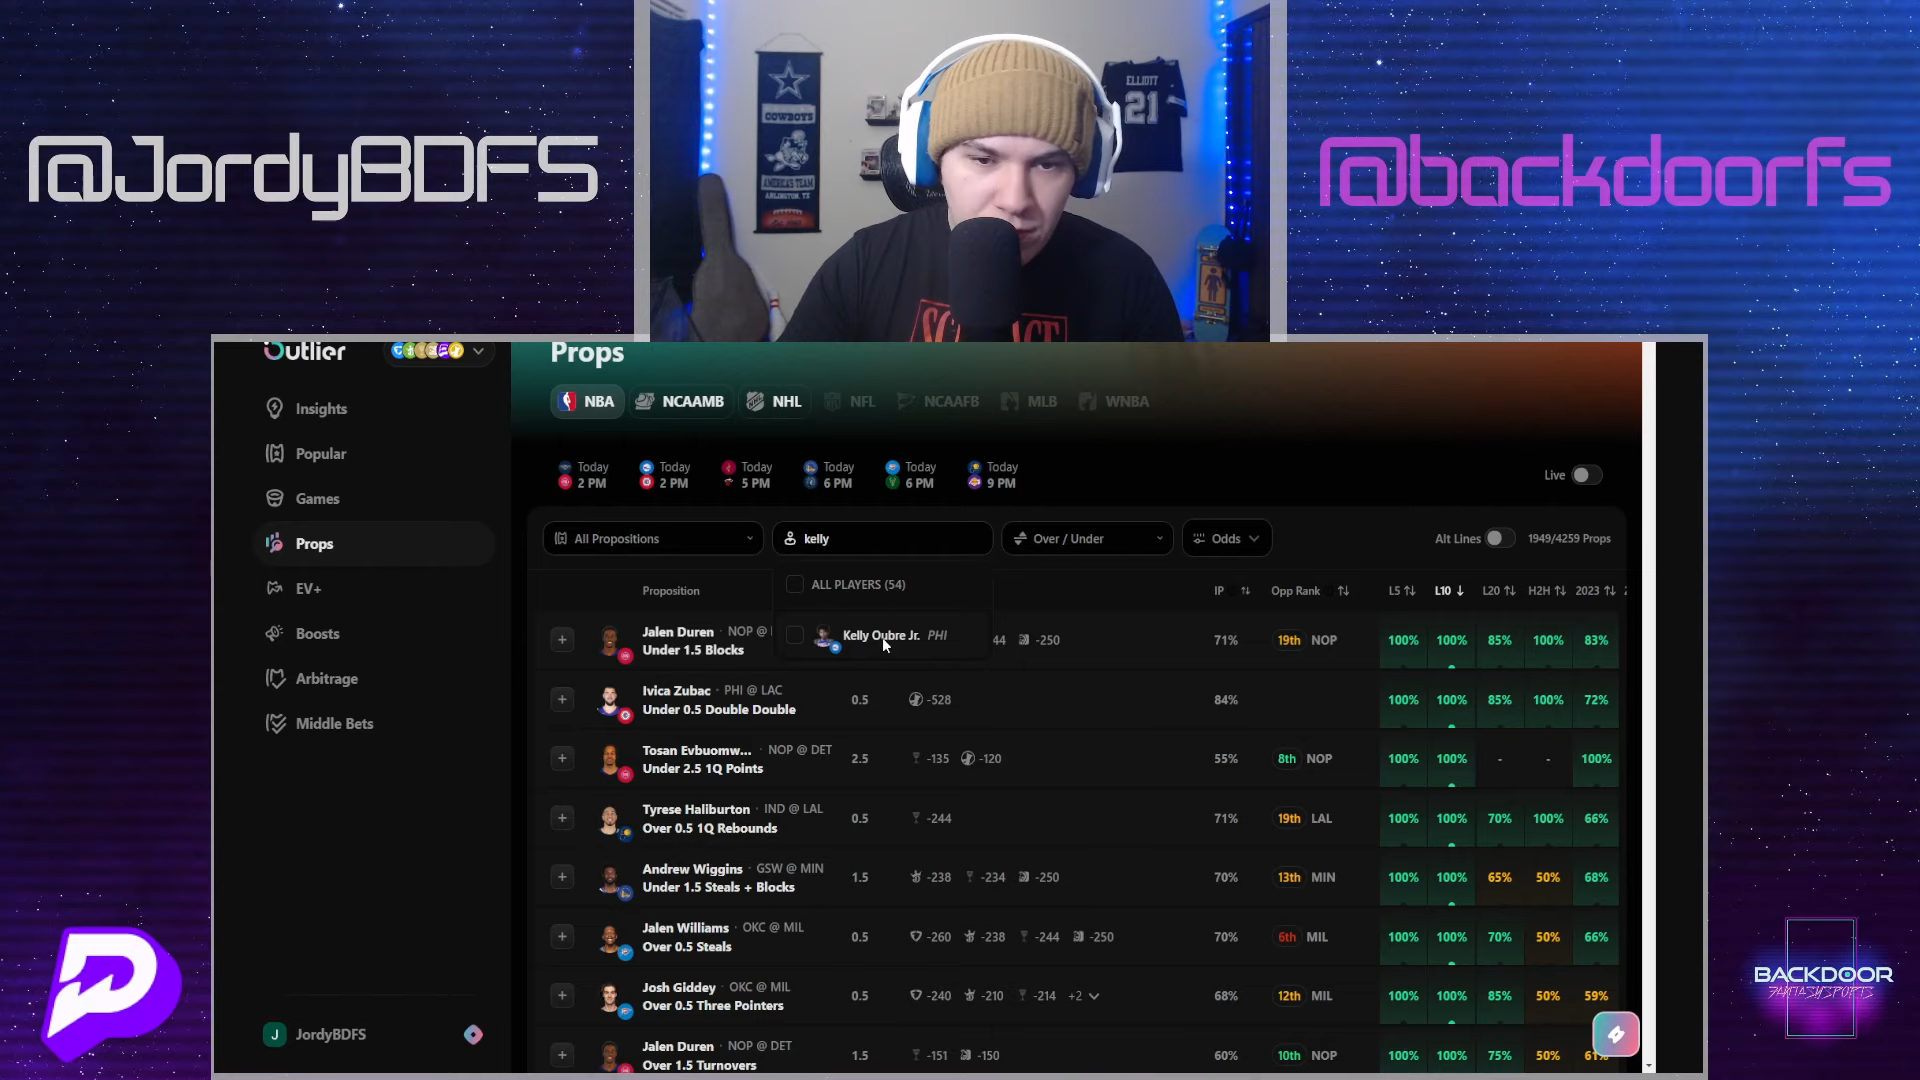 @JordyBDFS
@backdoorfs
COWBOYS
AMERICA'S
TEAM
ARLINGTON, TX
ELLIOTT
21
Outlier
Insights
Popular
Games
Props
EV+
Boosts
Arbitrage
Middle Bets
J JordyBDFS
Props
NBA NCAAMB NHL NFL NCAAFB MLB WNBA
Today 2 PM
Today 2 PM
Today 5 PM
Today 6 PM
Today 6 PM
Today 9 PM
Live
All Propositions kelly Over / Under Odds Alt Lines 1949/4259 Props
ALL PLAYERS (54)
Kelly Oubre Jr. PHI
Proposition IP Opp Rank L5 L10 L20 H2H 2023
Jalen Duren · NOP @
Under 1.5 Blocks 44 -250 71% 19th NOP 100% 100% 85% 100% 83%
Ivica Zubac · PHI @ LAC
Under 0.5 Double Double 0.5 -528 84% 100% 100% 85% 100% 72%
Tosan Evbuomw... · NOP @ DET
Under 2.5 1Q Points 2.5 -135 -120 55% 8th NOP 100% 100% - - 100%
Tyrese Haliburton · IND @ LAL
Over 0.5 1Q Rebounds 0.5 -244 71% 19th LAL 100% 100% 70% 100% 66%
Andrew Wiggins · GSW @ MIN
Under 1.5 Steals + Blocks 1.5 -238 -234 -250 70% 13th MIN 100% 100% 65% 50% 68%
Jalen Williams · OKC @ MIL
Over 0.5 Steals 0.5 -260 -238 -244 -250 70% 6th MIL 100% 100% 70% 50% 66%
Josh Giddey · OKC @ MIL
Over 0.5 Three Pointers 0.5 -240 -210 -214 +2 68% 12th MIL 100% 100% 85% 50% 59%
Jalen Duren · NOP @ DET
Over 1.5 Turnovers 1.5 -151 -150 60% 10th NOP 100% 100% 75% 50% 61%
BACKDOOR
FANTASY SPORTS